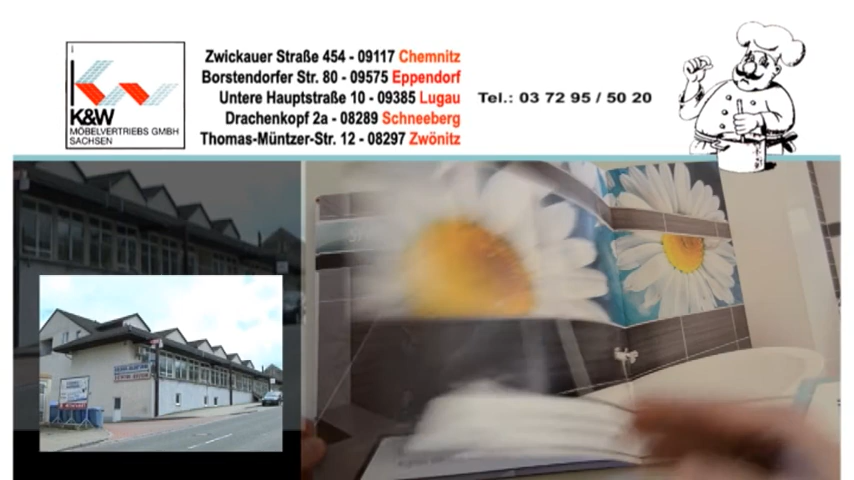 K&W
MÖBELVERTRIEBS GMBH
SACHSEN
Zwickauer Straße 454 - 09117 Chemnitz
Borstendorfer Str. 80 - 09575 Eppendorf
Untere Hauptstraße 10 - 09385 Lugau
Drachenkopf 2a - 08289 Schneeberg
Thomas-Müntzer-Str. 12 - 08297 Zwönitz
Tel.: 03 72 95 / 50 20